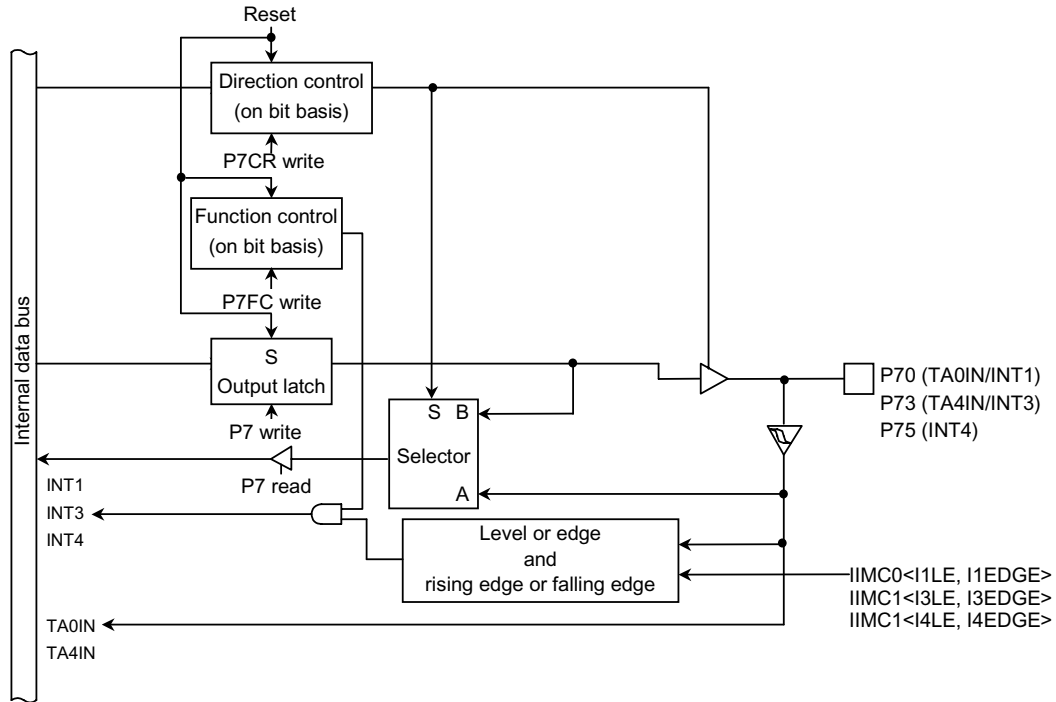 Reset
Direction control
(on bit basis)
P7CR write
Function control
(on bit basis)
P7FC write
Internal data bus
S
Output latch
P7 write
P70 (TA0IN/INT1)
P73 (TA4IN/INT3)
P75 (INT4)
S B
Selector
A
P7 read
INT1
INT3
INT4
Level or edge
and
rising edge or falling edge
IIMC0<I1LE, I1EDGE>
IIMC1<I3LE, I3EDGE>
IIMC1<I4LE, I4EDGE>
TA0IN
TA4IN